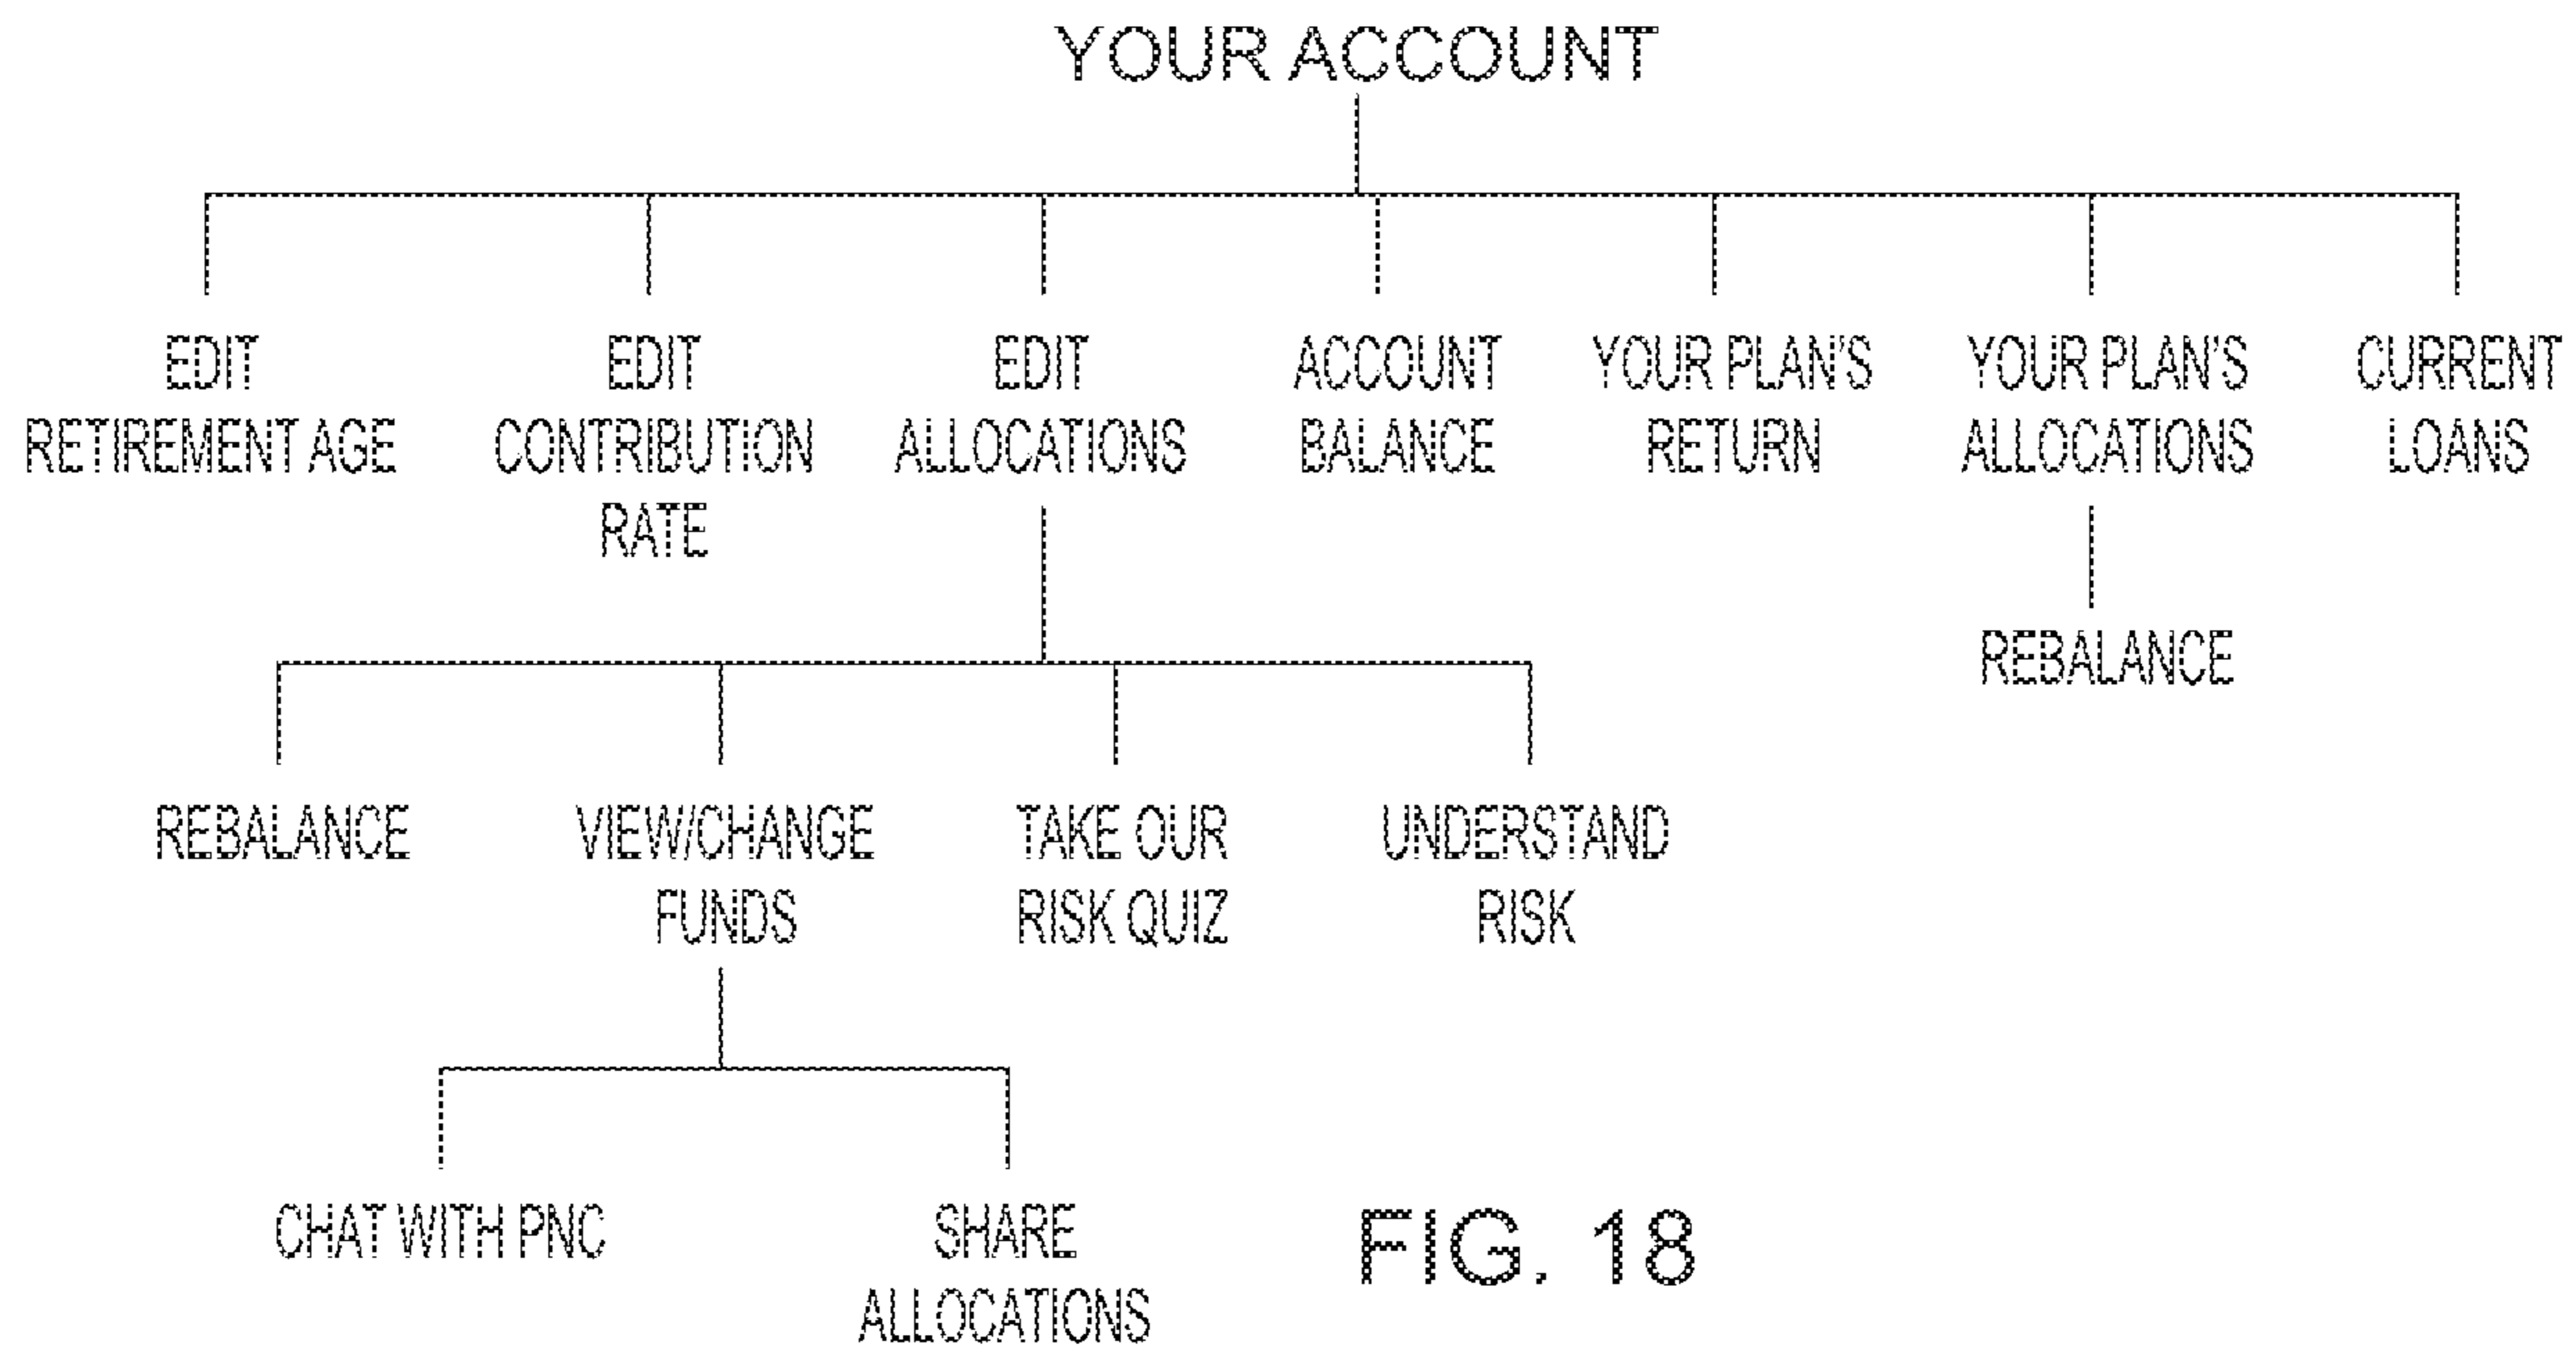 YOUR ACCOUNT
EDIT
RETIREMENT AGE
EDIT
CONTRIBUTION
RATE
EDIT
ALLOCATIONS
ACCOUNT
BALANCE
YOUR PLAN'S
RETURN
YOUR PLAN'S
ALLOCATIONS
CURRENT
LOANS
REBALANCE
REBALANCE
VIEW/CHANGE
FUNDS
TAKE OUR
RISK QUIZ
UNDERSTAND
RISK
CHAT WITH PNC
SHARE
ALLOCATIONS
FIG. 18